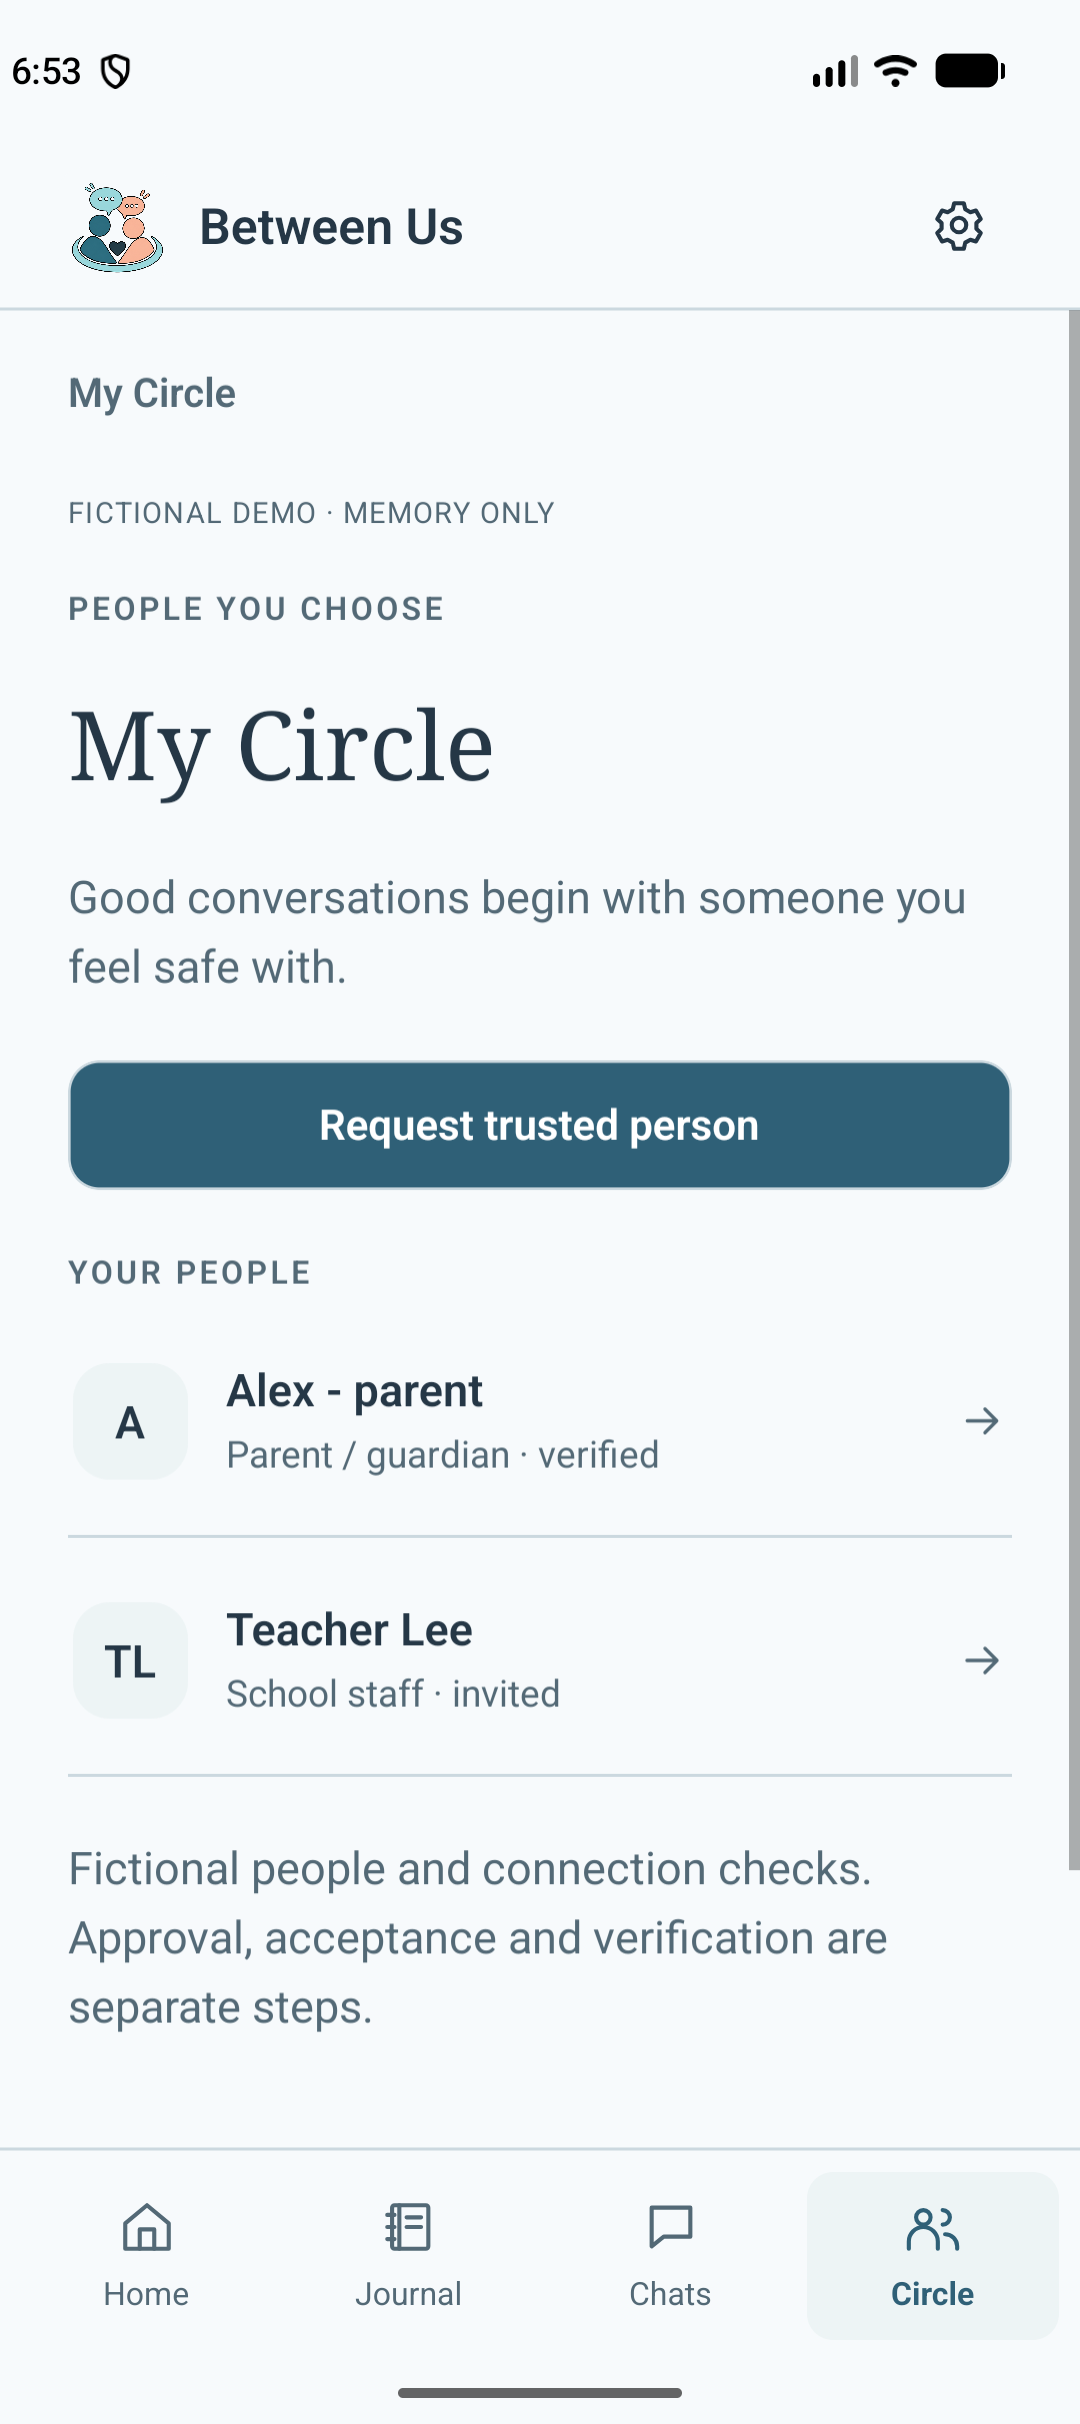 6:53
Between Us
My Circle
FICTIONAL DEMO · MEMORY ONLY
PEOPLE YOU CHOOSE
My Circle
Good conversations begin with someone you
feel safe with.
Request trusted person
YOUR PEOPLE
A
Alex - parent
Parent / guardian · verified
TL
Teacher Lee
School staff · invited
Fictional people and connection checks.
Approval, acceptance and verification are
separate steps.
Home
Journal
Chats
Circle